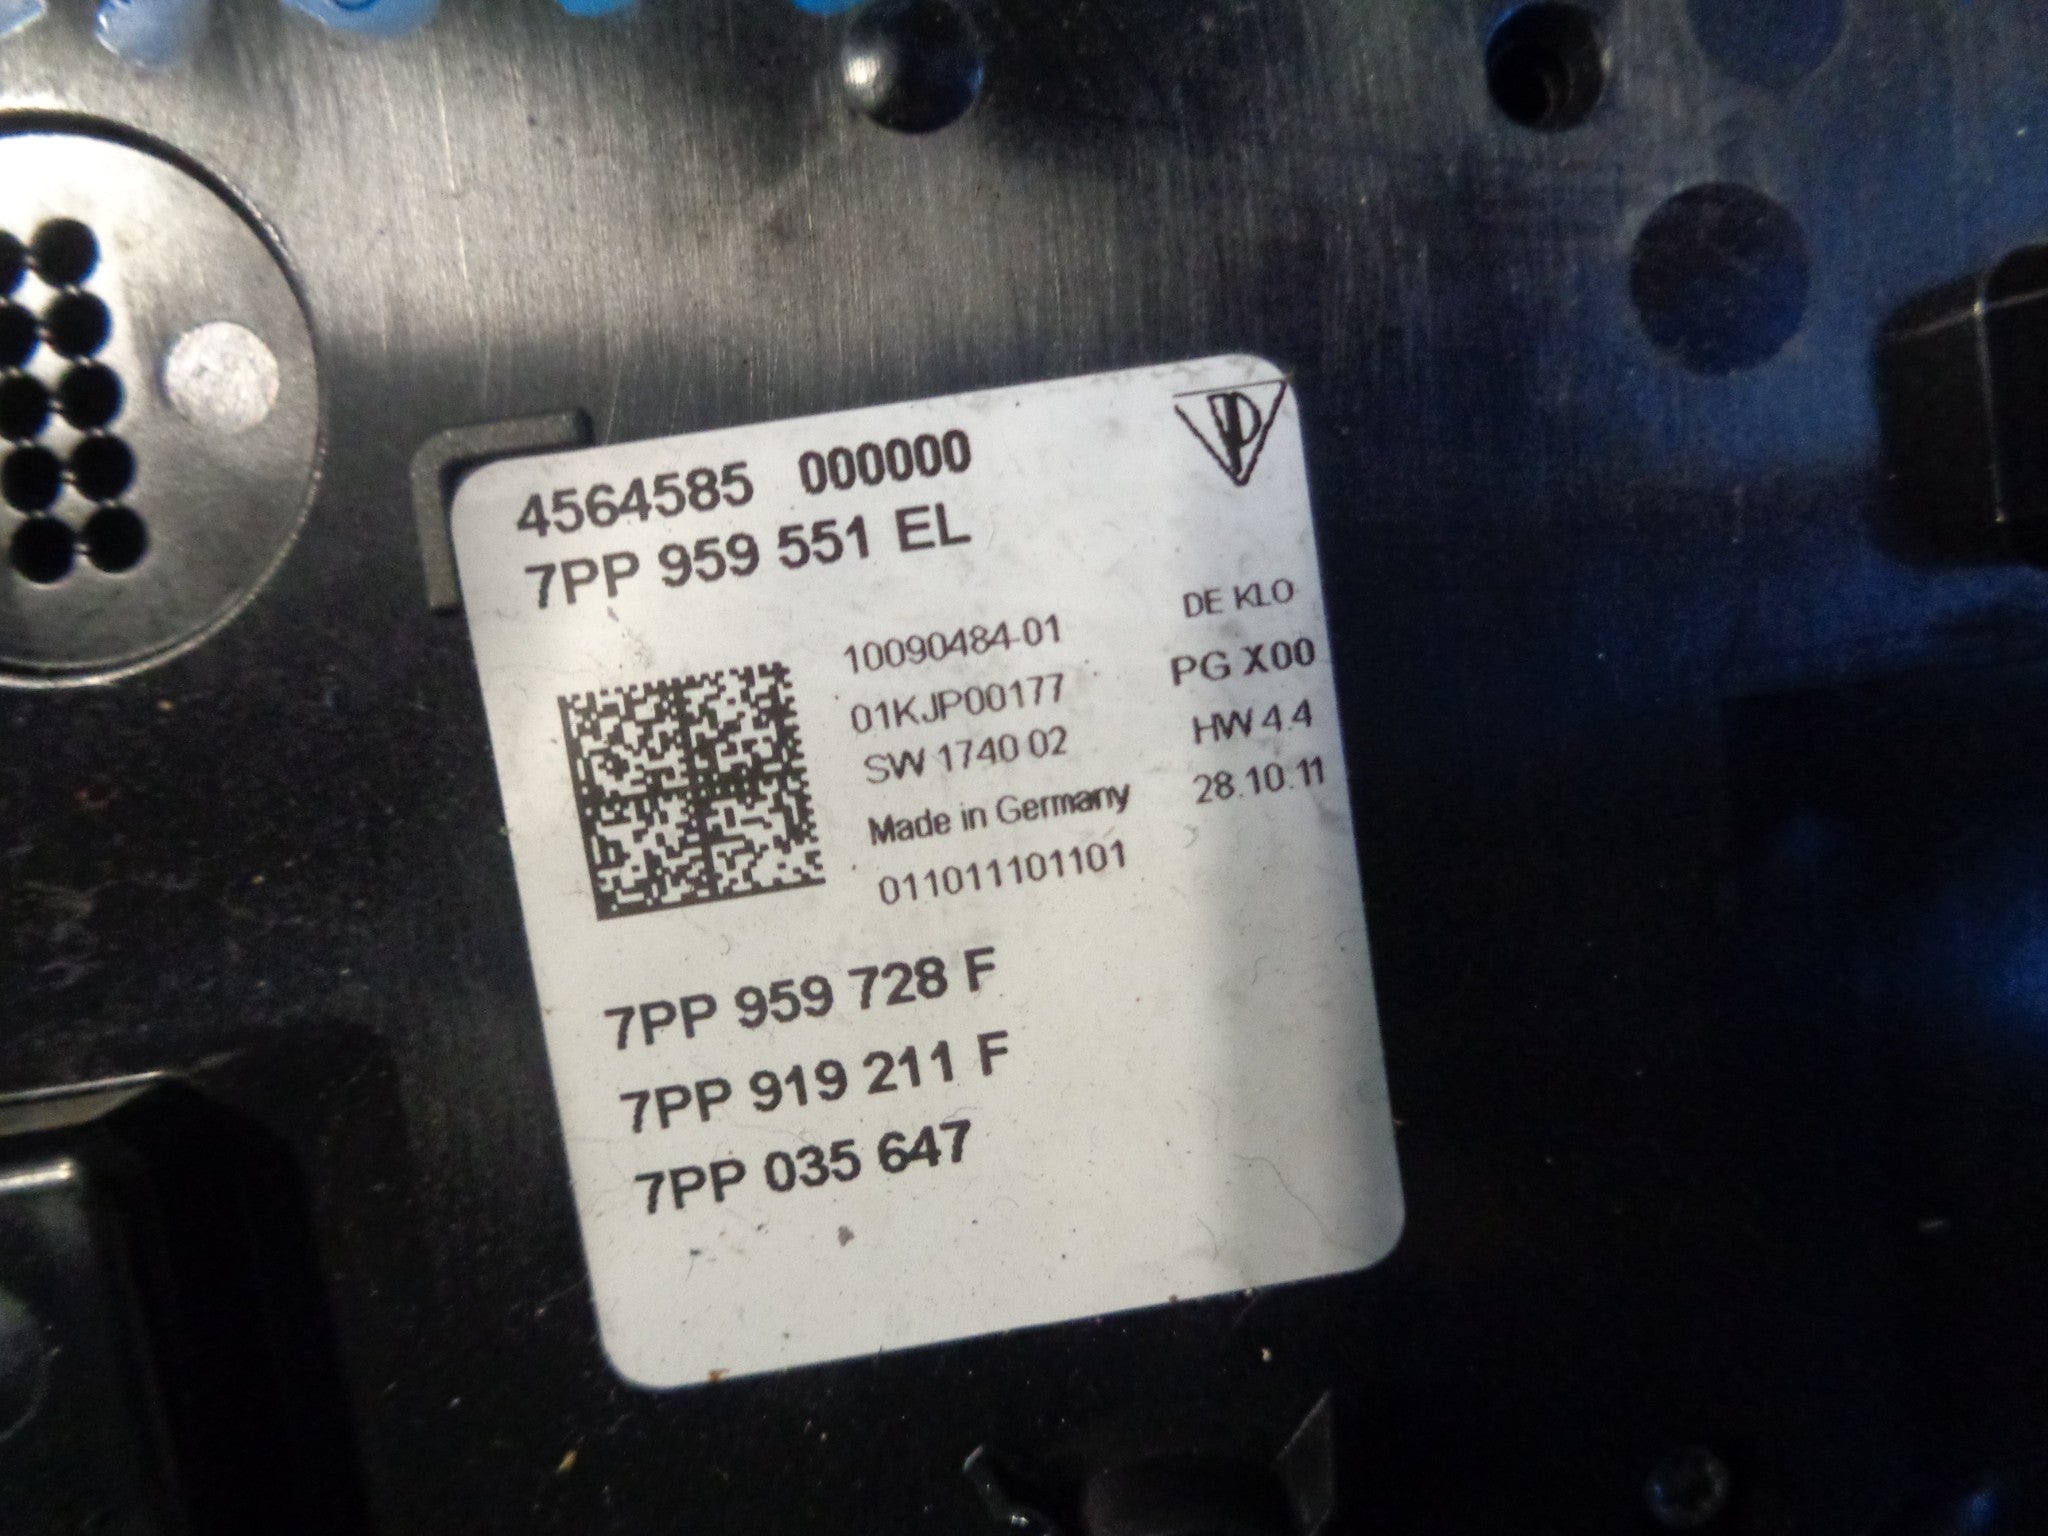 4564585 000000
7PP 959 551 EL
10090484-01
DE KLO
01KJP00177
PG X00
SW 1740 02
HW 4.4
Made in Germany
28.10.11
011011101101
7PP 959 728 F
7PP 919 211 F
7PP 035 647